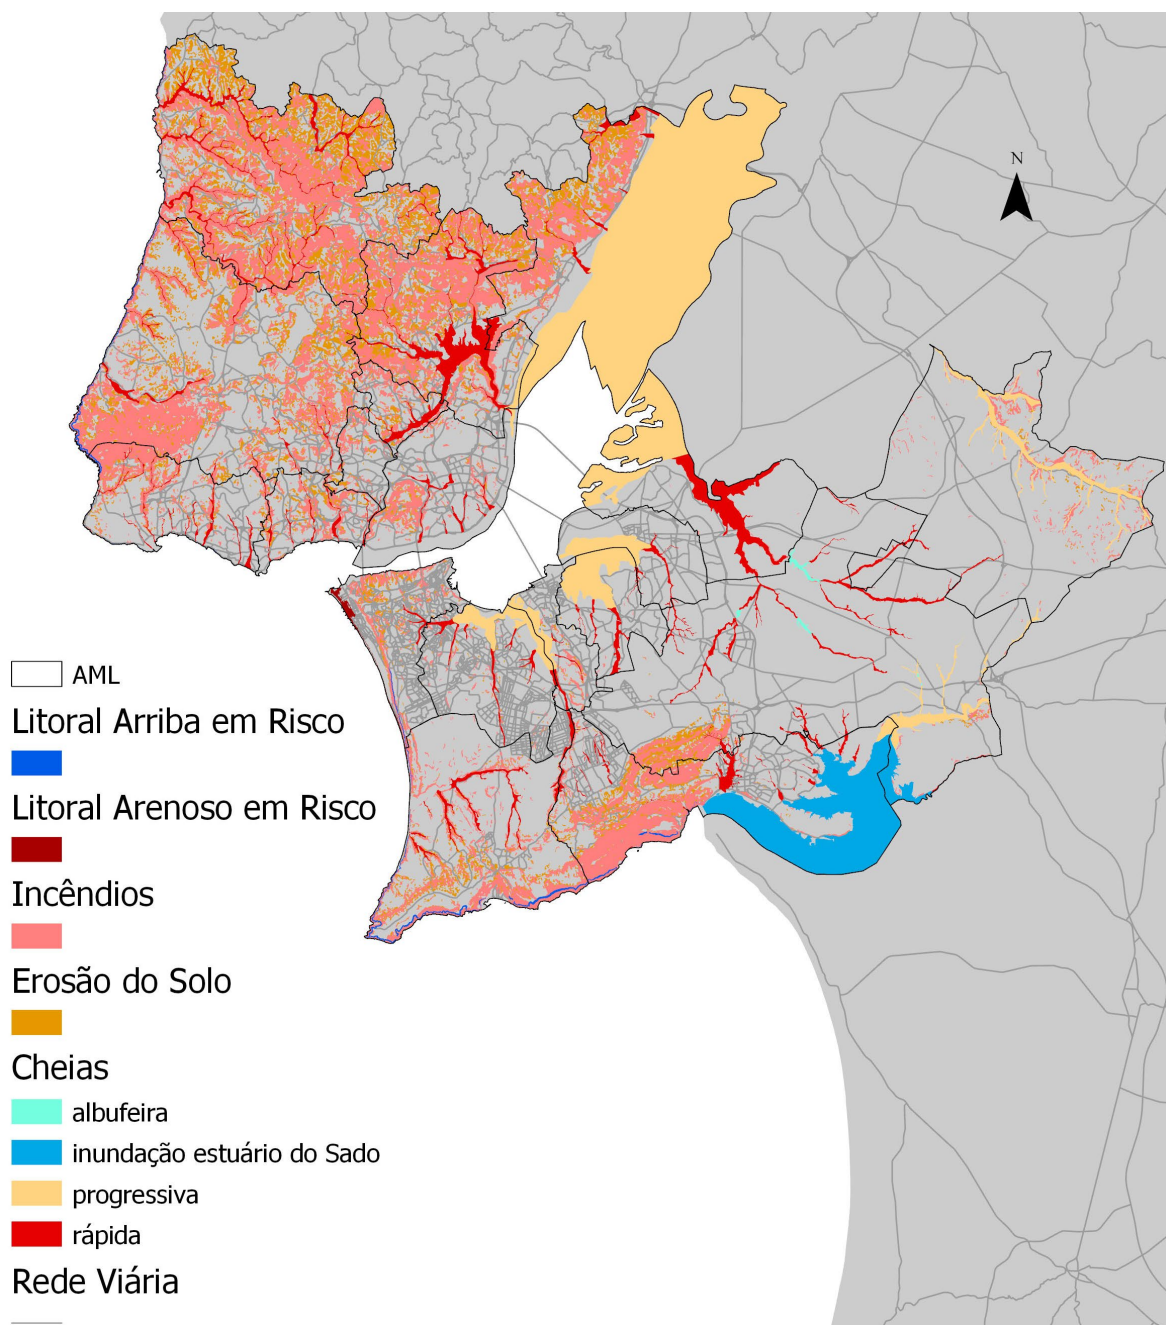 N
AML
Litoral Arriba em Risco
Litoral Arenoso em Risco
Incêndios
Erosão do Solo
Cheias
albufeira
inundação estuário do Sado
progressiva
rápida
Rede Viária